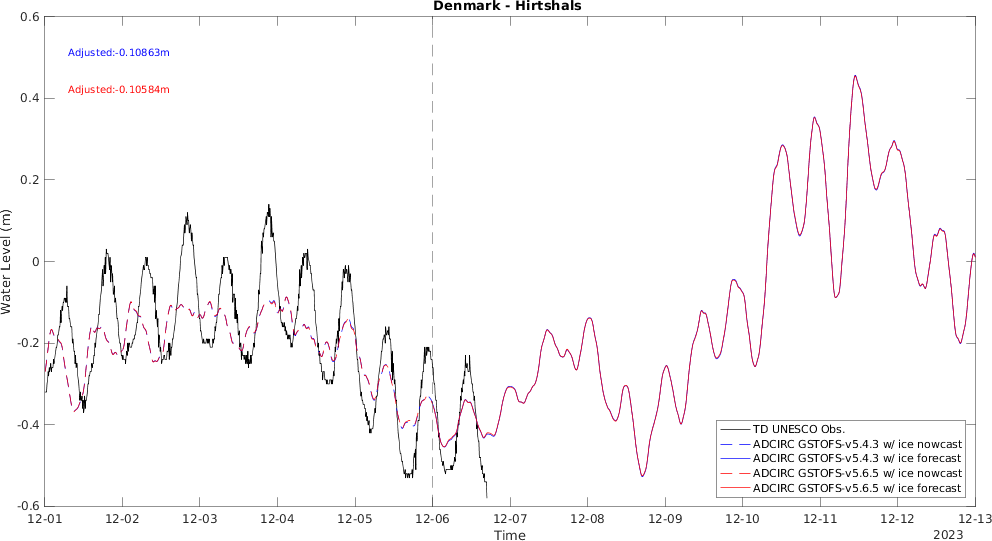 Denmark - Hirtshals
Adjusted:-0.10863m
Adjusted:-0.10584m
Water Level (m)
0.6
0.4
0.2
0
-0.2
-0.4
-0.6
TD UNESCO Obs.
ADCIRC GSTOFS-v5.4.3 w/ ice nowcast
ADCIRC GSTOFS-v5.4.3 w/ ice forecast
ADCIRC GSTOFS-v5.6.5 w/ ice nowcast
ADCIRC GSTOFS-v5.6.5 w/ ice forecast
12-01 12-02 12-03 12-04 12-05 12-06 12-07 12-08 12-09 12-10 12-11 12-12 12-13
Time
2023